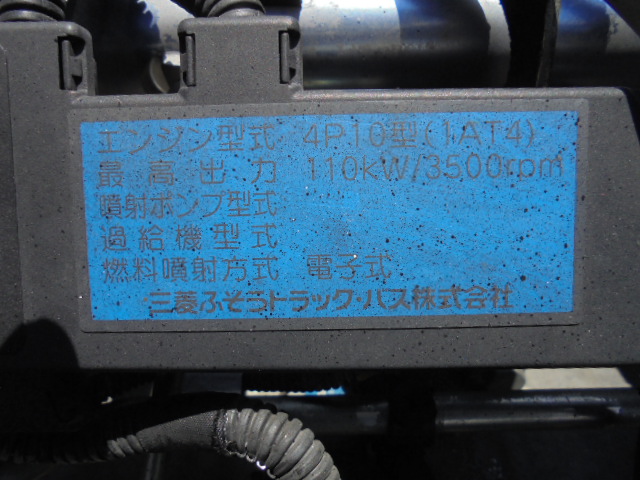 エンジン型式 4P10型(1AT4)
最高出力 110kW/3500rpm
噴射ポンプ型式
過給機型式
燃料噴射方式 電子式
三菱ふそうトラック・バス株式会社